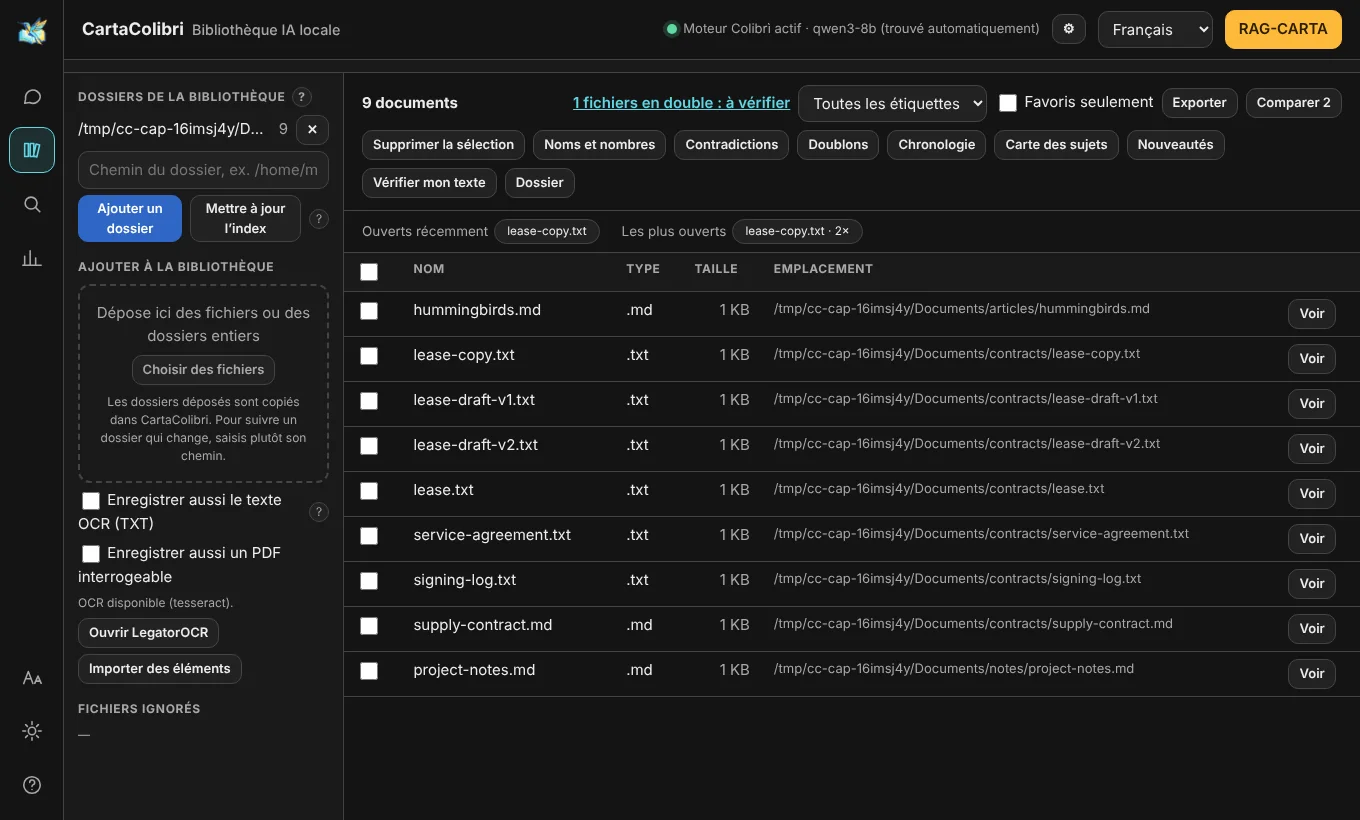 CartaColibri Bibliothèque IA locale
Moteur Colibrì actif · qwen3-8b (trouvé automatiquement)
Français
RAG-CARTA
DOSSIERS DE LA BIBLIOTHÈQUE ?
/tmp/cc-cap-16imsj4y/D... 9 ×
Chemin du dossier, ex. /home/m
Ajouter un dossier
Mettre à jour l’index
?
AJOUTER À LA BIBLIOTHÈQUE
Dépose ici des fichiers ou des
dossiers entiers
Choisir des fichiers
Les dossiers déposés sont copiés
dans CartaColibri. Pour suivre un
dossier qui change, saisis plutôt son
chemin.
Enregistrer aussi le texte
OCR (TXT)
?
Enregistrer aussi un PDF
interrogeable
OCR disponible (tesseract).
Ouvrir LegatorOCR
Importer des éléments
FICHIERS IGNORÉS
—
9 documents
1 fichiers en double : à vérifier
Toutes les étiquettes
Favoris seulement
Exporter
Comparer 2
Supprimer la sélection
Noms et nombres
Contradictions
Doublons
Chronologie
Carte des sujets
Nouveautés
Vérifier mon texte
Dossier
Ouverts récemment lease-copy.txt Les plus ouverts lease-copy.txt · 2×
NOM TYPE TAILLE EMPLACEMENT
hummingbirds.md .md 1 KB /tmp/cc-cap-16imsj4y/Documents/articles/hummingbirds.md Voir
lease-copy.txt .txt 1 KB /tmp/cc-cap-16imsj4y/Documents/contracts/lease-copy.txt Voir
lease-draft-v1.txt .txt 1 KB /tmp/cc-cap-16imsj4y/Documents/contracts/lease-draft-v1.txt Voir
lease-draft-v2.txt .txt 1 KB /tmp/cc-cap-16imsj4y/Documents/contracts/lease-draft-v2.txt Voir
lease.txt .txt 1 KB /tmp/cc-cap-16imsj4y/Documents/contracts/lease.txt Voir
service-agreement.txt .txt 1 KB /tmp/cc-cap-16imsj4y/Documents/contracts/service-agreement.txt Voir
signing-log.txt .txt 1 KB /tmp/cc-cap-16imsj4y/Documents/contracts/signing-log.txt Voir
supply-contract.md .md 1 KB /tmp/cc-cap-16imsj4y/Documents/contracts/supply-contract.md Voir
project-notes.md .md 1 KB /tmp/cc-cap-16imsj4y/Documents/notes/project-notes.md Voir
AA
?